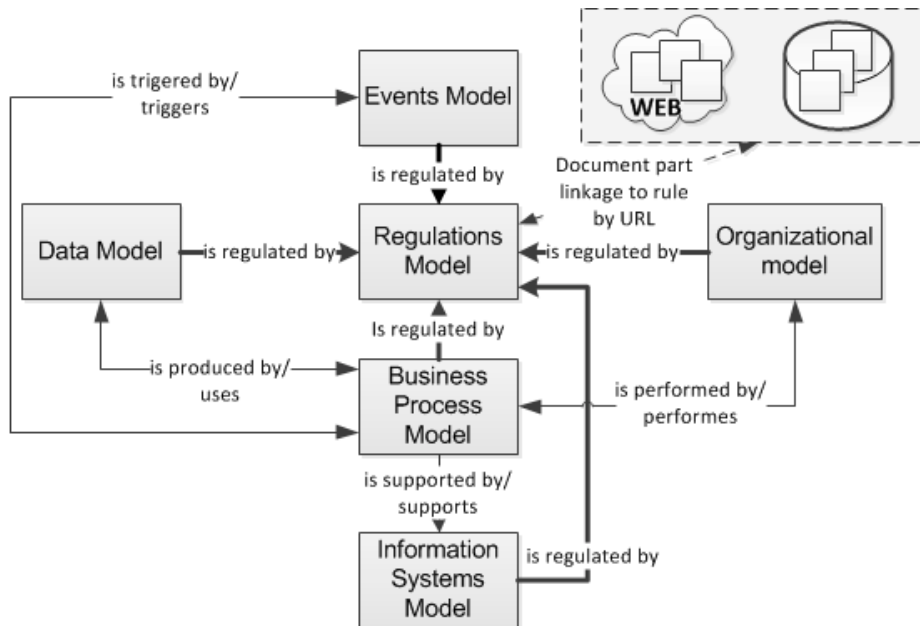 is trigered by/
triggers
Events Model
WEB
is regulated by
Document part
linkage to rule
by URL
Data Model
is regulated by
Regulations
Model
is regulated by
Organizational
model
Is regulated by
is produced by/
uses
Business
Process
Model
is performed by/
performes
is supported by/
supports
Information
Systems
Model
is regulated by